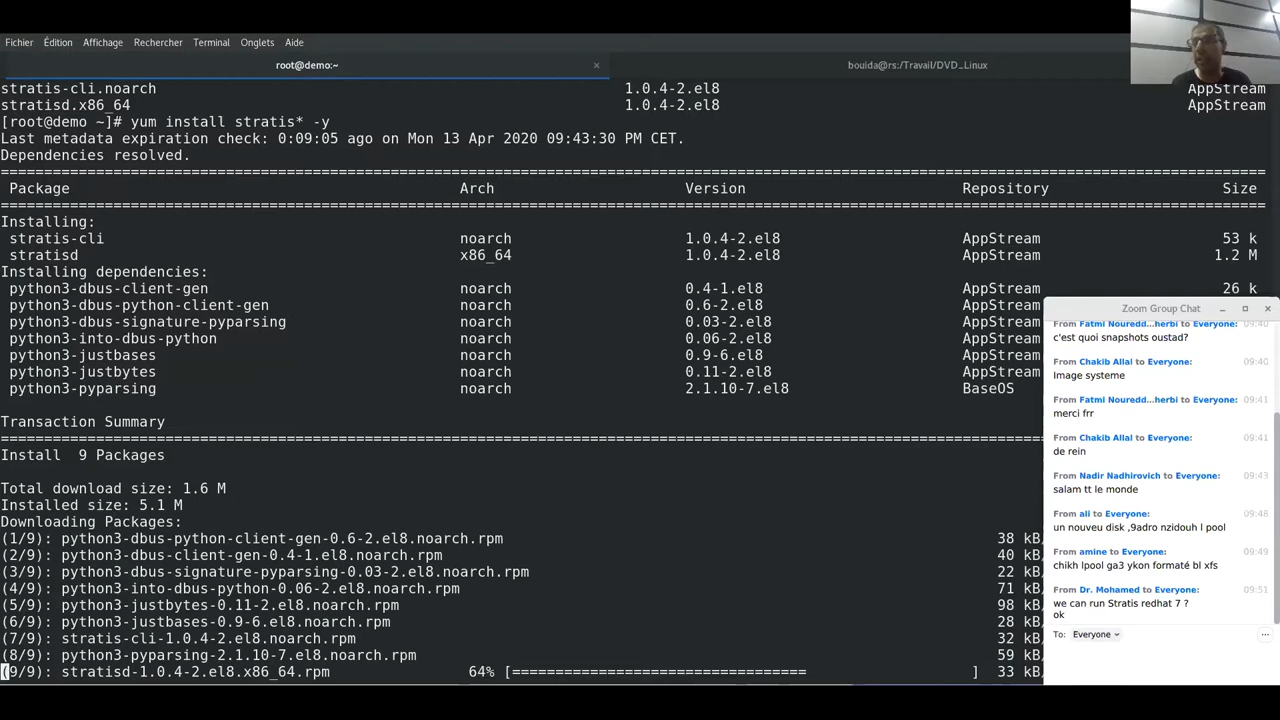 Fichier Édition Affichage Rechercher Terminal Onglets Aide
root@demo:~ × bouida@rs:/Travail/DVD_Linux
stratis-cli.noarch 1.0.4-2.el8 AppStream
stratisd.x86_64 1.0.4-2.el8 AppStream
[root@demo ~]# yum install stratis* -y
Last metadata expiration check: 0:09:05 ago on Mon 13 Apr 2020 09:43:30 PM CET.
Dependencies resolved.
Package Arch Version Repository Size
Installing:
stratis-cli noarch 1.0.4-2.el8 AppStream 53 k
stratisd x86_64 1.0.4-2.el8 AppStream 1.2 M
Installing dependencies:
python3-dbus-client-gen noarch 0.4-1.el8 AppStream 26 k
python3-dbus-python-client-gen noarch 0.6-2.el8 AppStream
python3-dbus-signature-pyparsing noarch 0.03-2.el8 AppStream
python3-into-dbus-python noarch 0.06-2.el8 AppStream
python3-justbases noarch 0.9-6.el8 AppStream
python3-justbytes noarch 0.11-2.el8 AppStream
python3-pyparsing noarch 2.1.10-7.el8 BaseOS
Transaction Summary
Install 9 Packages
Total download size: 1.6 M
Installed size: 5.1 M
Downloading Packages:
(1/9): python3-dbus-python-client-gen-0.6-2.el8.noarch.rpm 38 kB/
(2/9): python3-dbus-client-gen-0.4-1.el8.noarch.rpm 40 kB/
(3/9): python3-dbus-signature-pyparsing-0.03-2.el8.noarch.rpm 22 kB/
(4/9): python3-into-dbus-python-0.06-2.el8.noarch.rpm 71 kB/
(5/9): python3-justbytes-0.11-2.el8.noarch.rpm 98 kB/
(6/9): python3-justbases-0.9-6.el8.noarch.rpm 28 kB/
(7/9): stratis-cli-1.0.4-2.el8.noarch.rpm 32 kB/
(8/9): python3-pyparsing-2.1.10-7.el8.noarch.rpm 59 kB/
(9/9): stratisd-1.0.4-2.el8.x86_64.rpm 64% [=================================== ] 33 kB/
Zoom Group Chat
From Fatmi Nouredd...herbi to Everyone: 09:40
c'est quoi snapshots oustad?
From Chakib Allal to Everyone: 09:40
Image systeme
From Fatmi Nouredd...herbi to Everyone: 09:41
merci frr
From Chakib Allal to Everyone: 09:41
de rein
From Nadir Nadhirovich to Everyone: 09:43
salam tt le monde
From ali to Everyone: 09:48
un nouveu disk ,9adro nzidouh l pool
From amine to Everyone: 09:49
chikh lpool ga3 ykon formaté bl xfs
From Dr. Mohamed to Everyone: 09:51
we can run Stratis redhat 7 ?
ok
To: Everyone ...